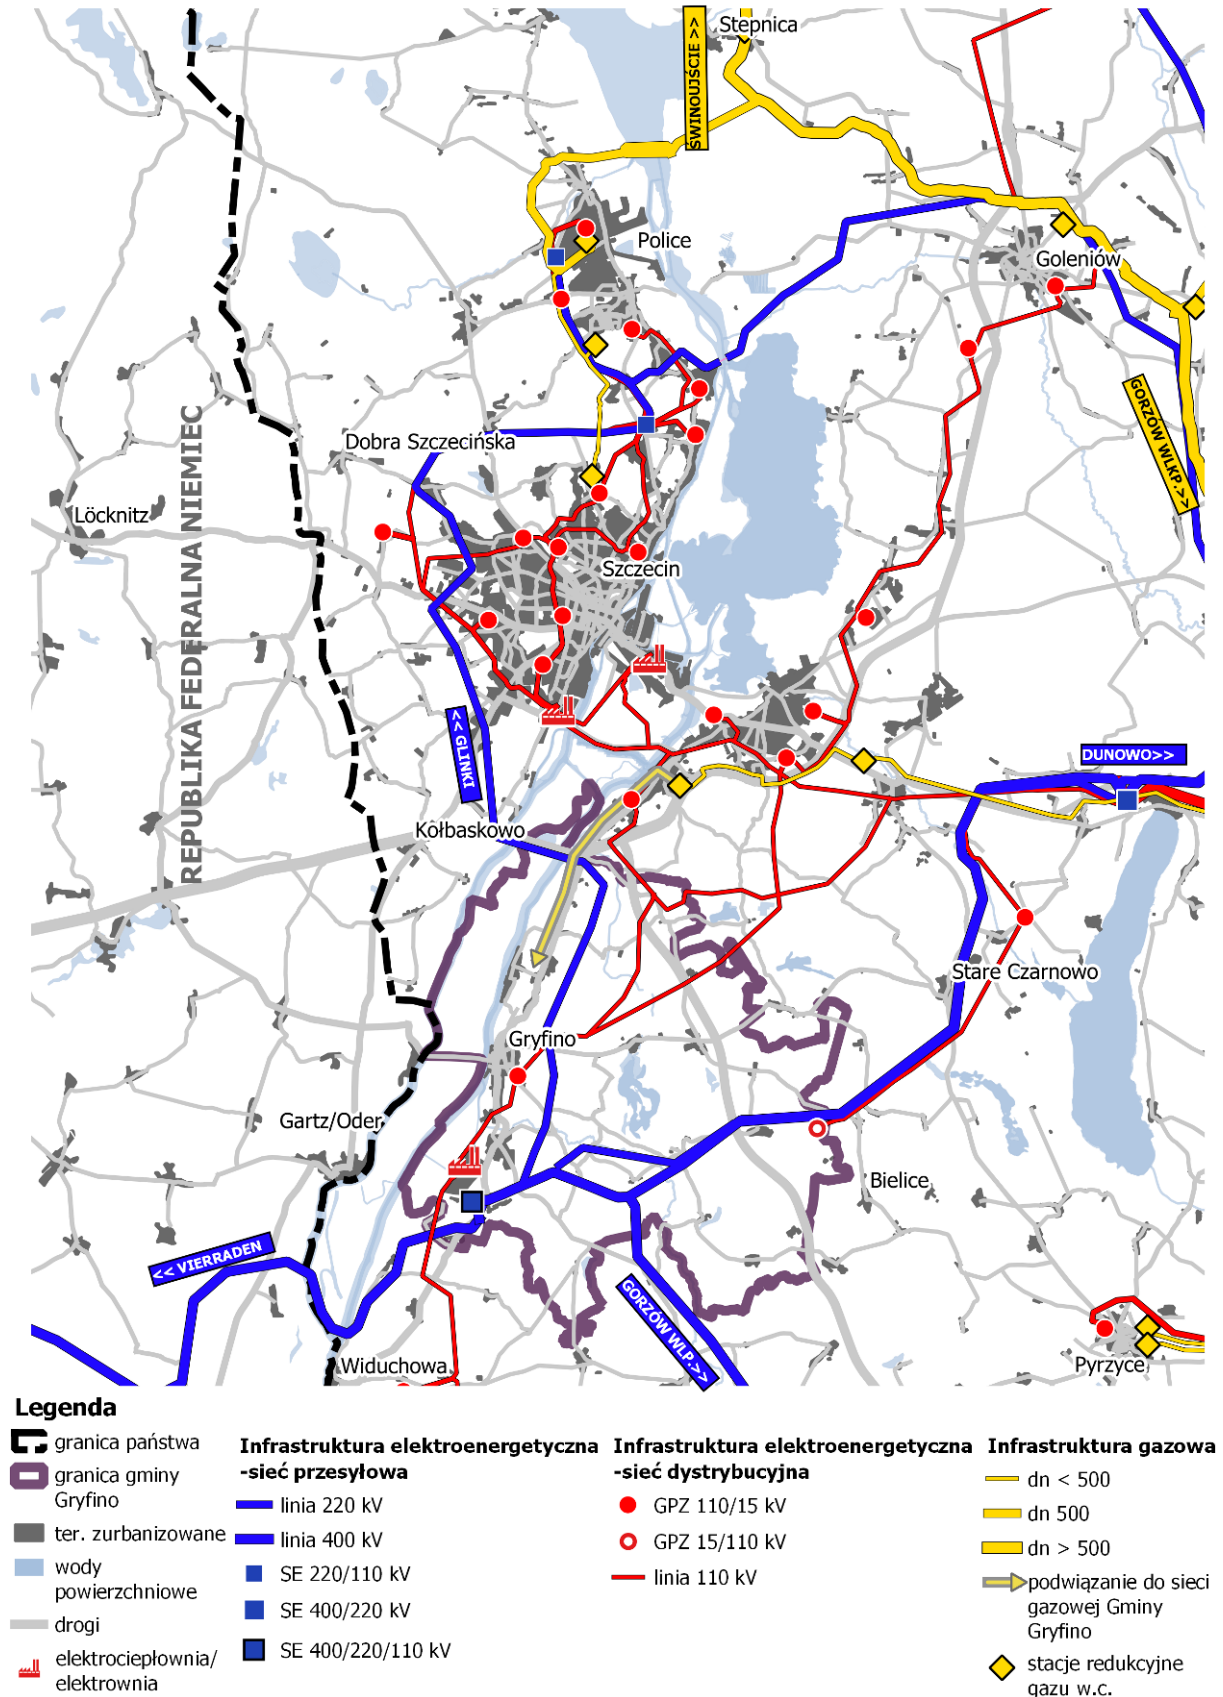 Stepnica
ŚWINOUJŚCIE >>
Police
Goleniów
GORZÓW WLKP.>>
Dobra Szczecińska
Löcknitz
REPUBLIKA FEDERALNA NIEMIEC
Szczecin
<< GLINKI
DUNOWO>>
Kołbaskowo
Stare Czarnowo
Gryfino
Gartz/Oder
Bielice
<< VIERRADEN
GORZÓW WLP.>>
Widuchowa
Pyrzyce
Legenda
granica państwa
granica gminy
Gryfino
ter. zurbanizowane
wody
powierzchniowe
drogi
elektrociepłownia/
elektrownia
Infrastruktura elektroenergetyczna
-sieć przesyłowa
linia 220 kV
linia 400 kV
SE 220/110 kV
SE 400/220 kV
SE 400/220/110 kV
Infrastruktura elektroenergetyczna
-sieć dystrybucyjna
GPZ 110/15 kV
GPZ 15/110 kV
linia 110 kV
Infrastruktura gazowa
dn < 500
dn 500
dn > 500
podwiązanie do sieci
gazowej Gminy
Gryfino
stacje redukcyjne
gazu w.c.